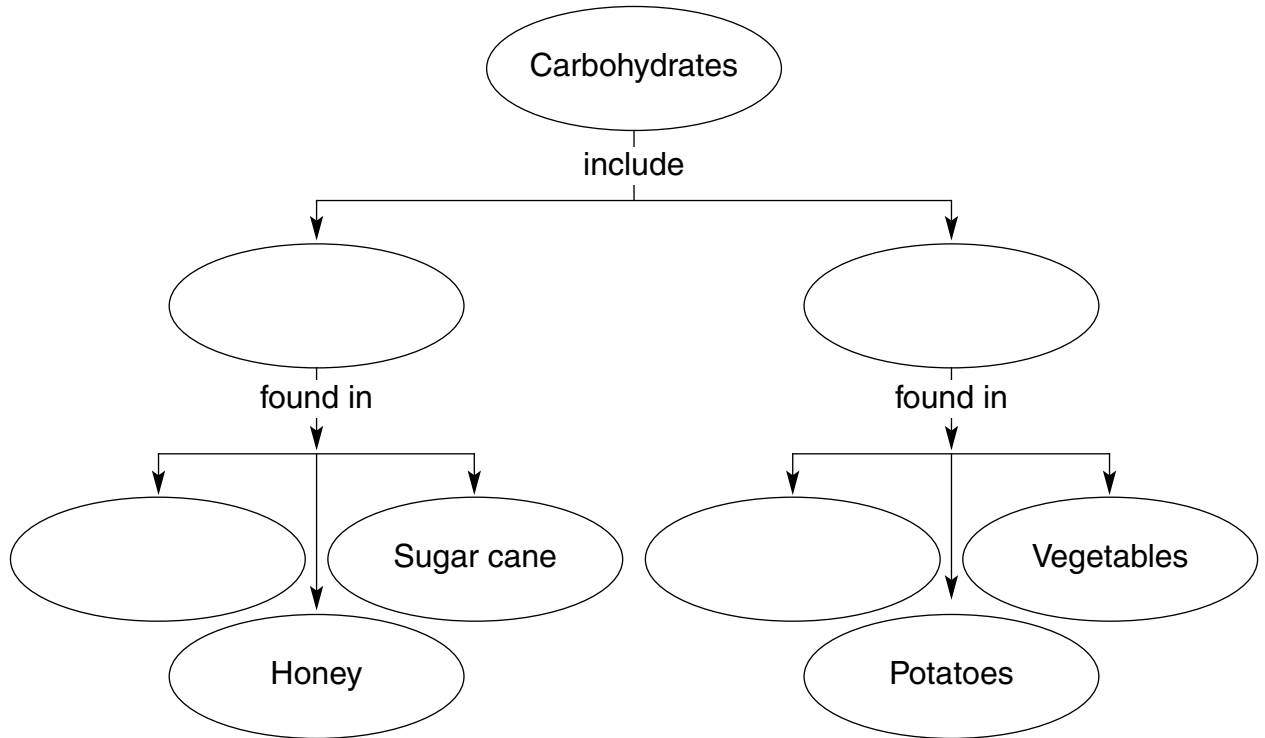 Carbohydrates
include
found in
found in
Sugar cane
Vegetables
Honey
Potatoes